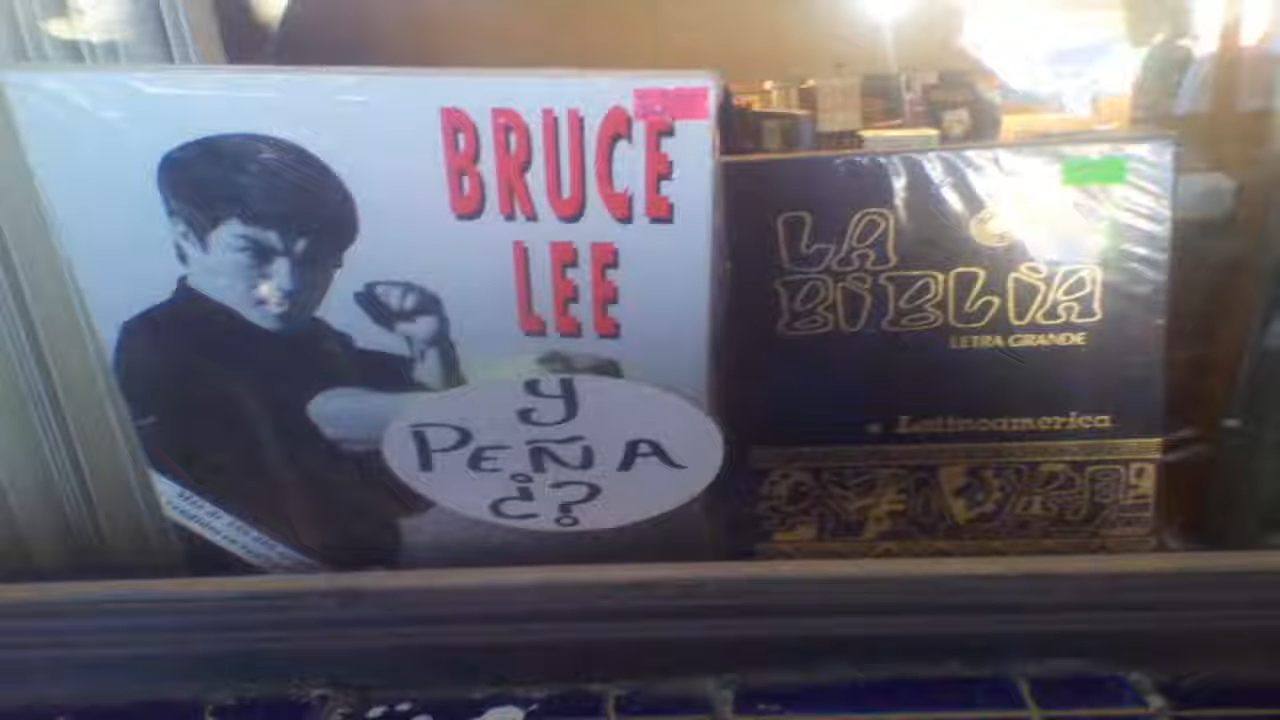 BRUCE
LEE
Y
PEÑA
¿?
LA
BIBLIA
LETRA GRANDE
Latinoamerica